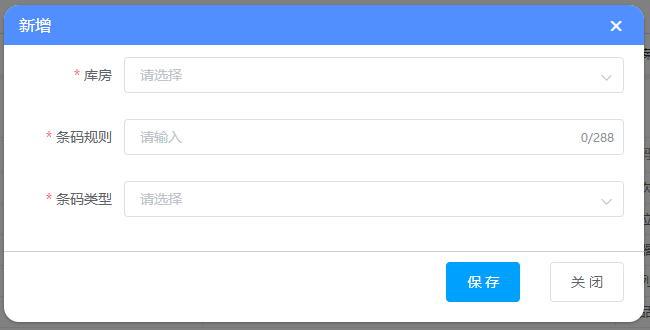 新增
* 库房 请选择
* 条码规则 请输入 0/288
* 条码类型 请选择
保存 关闭